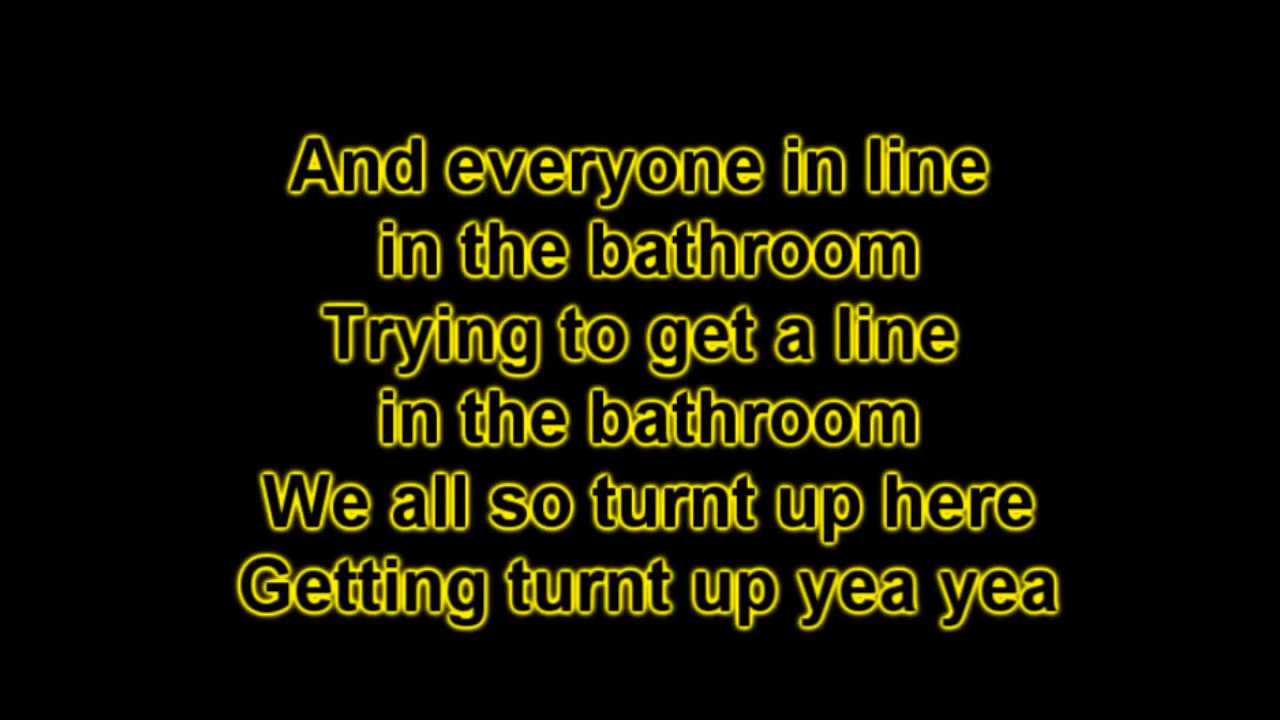 And everyone in line
in the bathroom
Trying to get a line
in the bathroom
We all so turnt up here
Getting turnt up yea yea